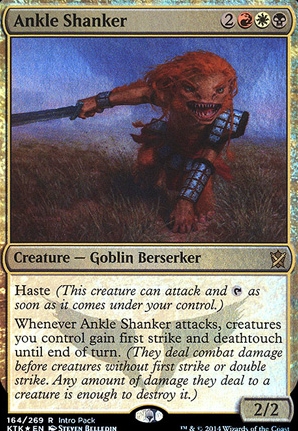 Ankle Shanker 2
Creature — Goblin Berserker
Haste (This creature can attack and as
soon as it comes under your control.)
Whenever Ankle Shanker attacks, creatures
you control gain first strike and deathtouch
until end of turn. (They deal combat damage
before creatures without first strike or double
strike. Any amount of damage they deal to a
creature is enough to destroy it.)
2/2
164/269 R Intro Pack
KTK ★ EN Steven Belledin
™ & © 2014 Wizards of the Coast